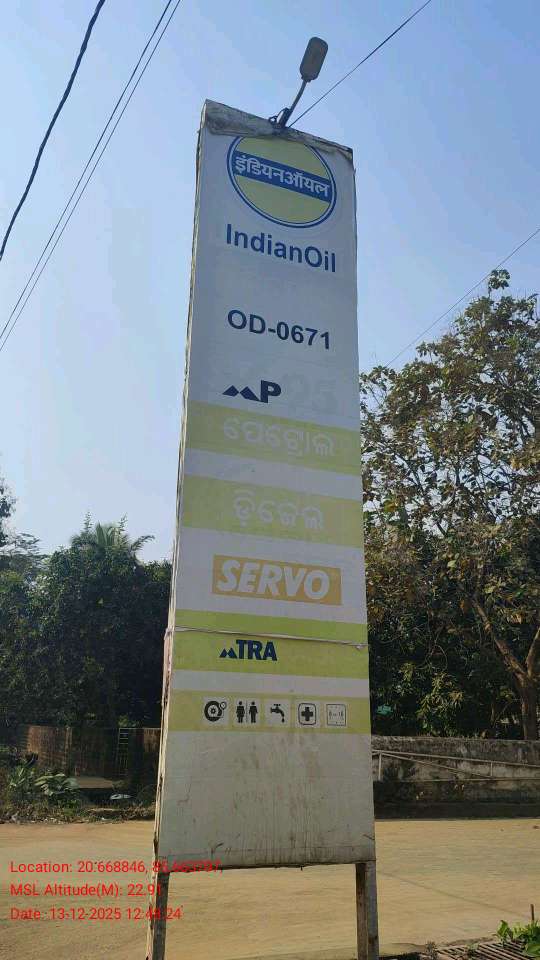 इंडियनऑयल
IndianOil
OD-0671
P
ପେଟ୍ରୋଲ
ଡ଼ିଜେଲ
SERVO
TRA
Location: 20.668846,
MSL Altitude(M): 22.91
Date: 13-12-2025 12:44:24